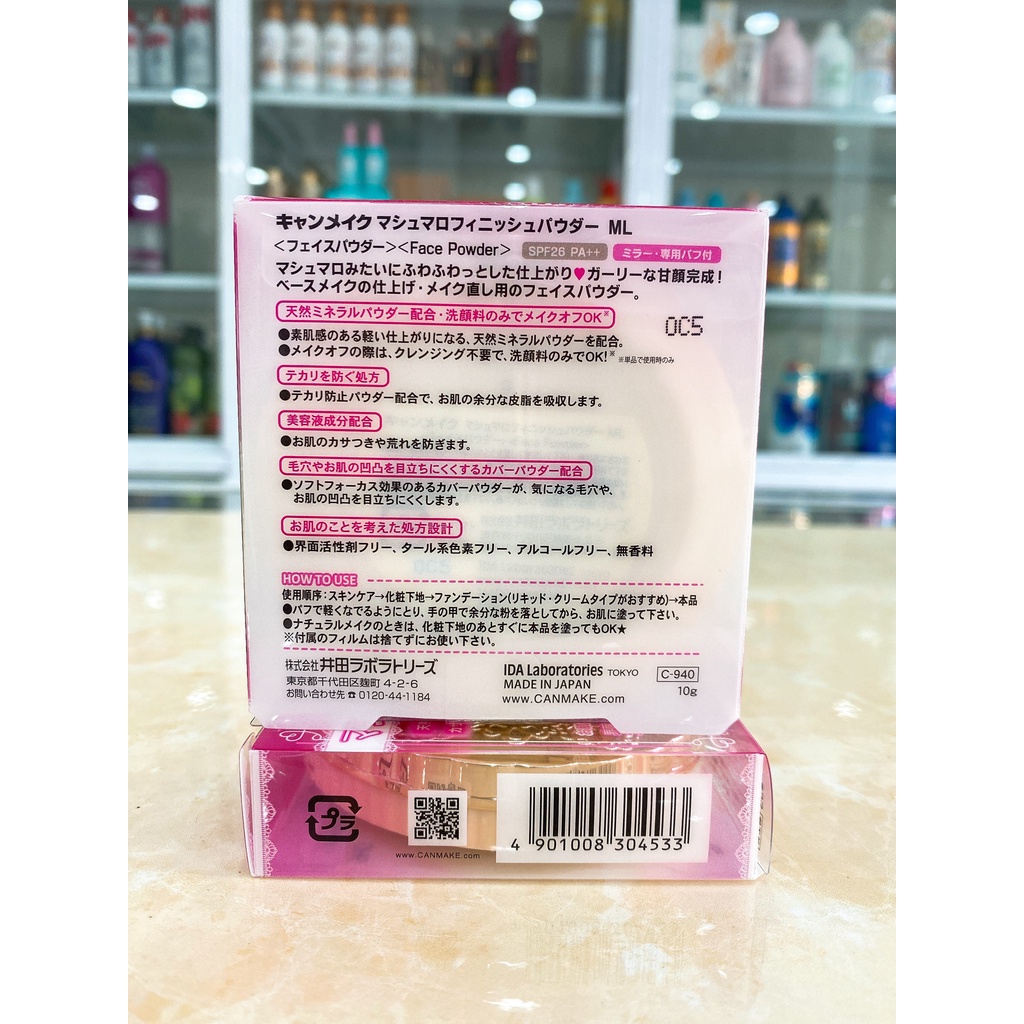 キャンメイク マシュマロフィニッシュパウダー ML
<フェイスパウダー><Face Powder> SPF26 PA++ ミラー・専用パフ付
マシュマロみたいにふわふわっとした仕上がり♥ガーリーな甘顔完成!
ベースメイクの仕上げ・メイク直し用のフェイスパウダー。
天然ミネラルパウダー配合・洗顔料のみでメイクオフOK※
0C5
●素肌感のある軽い仕上がりになる、天然ミネラルパウダーを配合。
●メイクオフの際は、クレンジング不要で、洗顔料のみでOK!※ ※単品で使用時のみ
テカリを防ぐ処方
●テカリ防止パウダー配合で、お肌の余分な皮脂を吸収します。
美容液成分配合
●お肌のカサつきや荒れを防ぎます。
毛穴やお肌の凹凸を目立ちにくくするカバーパウダー配合
●ソフトフォーカス効果のあるカバーパウダーが、気になる毛穴や、
お肌の凹凸を目立ちにくくします。
お肌のことを考えた処方設計
●界面活性剤フリー、タール系色素フリー、アルコールフリー、無香料
HOW TO USE
使用順序:スキンケア→化粧下地→ファンデーション(リキッド・クリームタイプがおすすめ)→本品
●パフで軽くなでるようにとり、手の甲で余分な粉を落としてから、お肌に塗って下さい。
●ナチュラルメイクのときは、化粧下地のあとすぐに本品を塗ってもOK★
※付属のフィルムは捨てずにお使い下さい。
株式会社井田ラボラトリーズ
東京都千代田区麹町 4-2-6
お問い合わせ先 ☎ 0120-44-1184
IDA Laboratories TOKYO
MADE IN JAPAN
www.CANMAKE.com
C-940
10g
プラ
www.CANMAKE.com
4 901008 304533